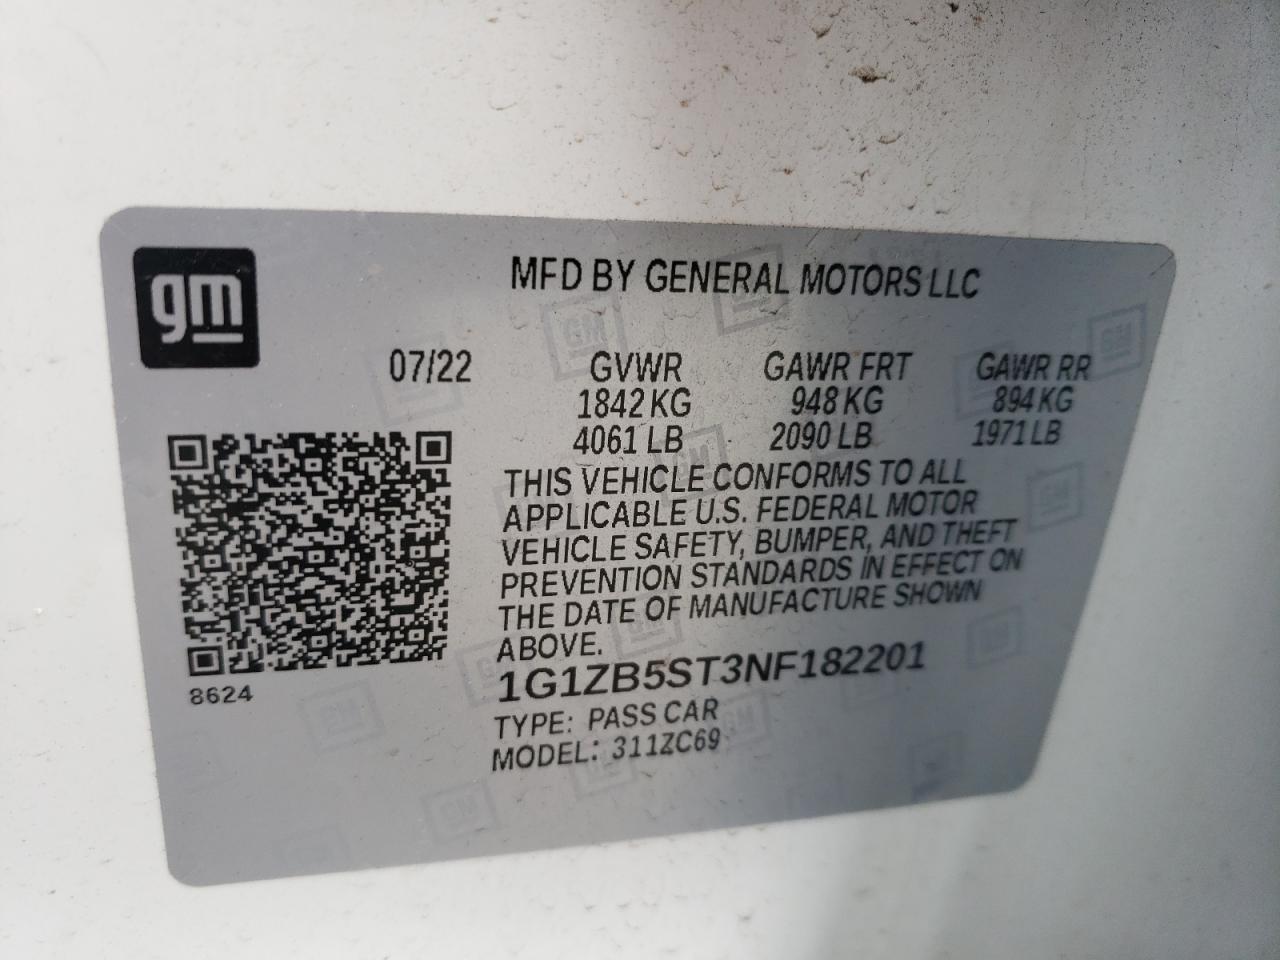 gm
MFD BY GENERAL MOTORS LLC
07/22 GVWR GAWR FRT GAWR RR
1842 KG 948 KG 894 KG
4061 LB 2090 LB 1971 LB
THIS VEHICLE CONFORMS TO ALL
APPLICABLE U.S. FEDERAL MOTOR
VEHICLE SAFETY, BUMPER, AND THEFT
PREVENTION STANDARDS IN EFFECT ON
THE DATE OF MANUFACTURE SHOWN
ABOVE.
8624
1G1ZB5ST3NF182201
TYPE: PASS CAR
MODEL: 311ZC69